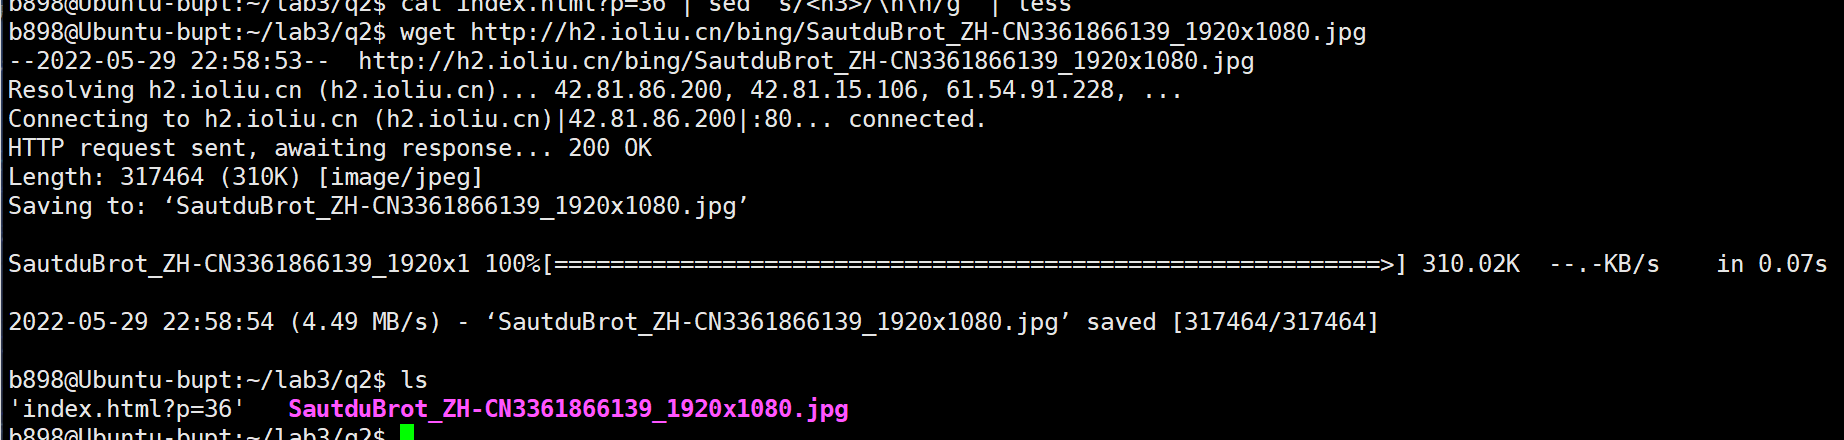 b898@Ubuntu-bupt:~/lab3/q2$ cat index.html?p=36 | sed 's/<h3>/\n\n/g' | less
b898@Ubuntu-bupt:~/lab3/q2$ wget http://h2.ioliu.cn/bing/SautduBrot_ZH-CN3361866139_1920x1080.jpg
--2022-05-29 22:58:53--  http://h2.ioliu.cn/bing/SautduBrot_ZH-CN3361866139_1920x1080.jpg
Resolving h2.ioliu.cn (h2.ioliu.cn)... 42.81.86.200, 42.81.15.106, 61.54.91.228, ...
Connecting to h2.ioliu.cn (h2.ioliu.cn)|42.81.86.200|:80... connected.
HTTP request sent, awaiting response... 200 OK
Length: 317464 (310K) [image/jpeg]
Saving to: ‘SautduBrot_ZH-CN3361866139_1920x1080.jpg’
SautduBrot_ZH-CN3361866139_1920x1 100%[===========================================================>] 310.02K  --.-KB/s    in 0.07s
2022-05-29 22:58:54 (4.49 MB/s) - ‘SautduBrot_ZH-CN3361866139_1920x1080.jpg’ saved [317464/317464]
b898@Ubuntu-bupt:~/lab3/q2$ ls
'index.html?p=36'   SautduBrot_ZH-CN3361866139_1920x1080.jpg
b898@Ubuntu-bupt:~/lab3/q2$